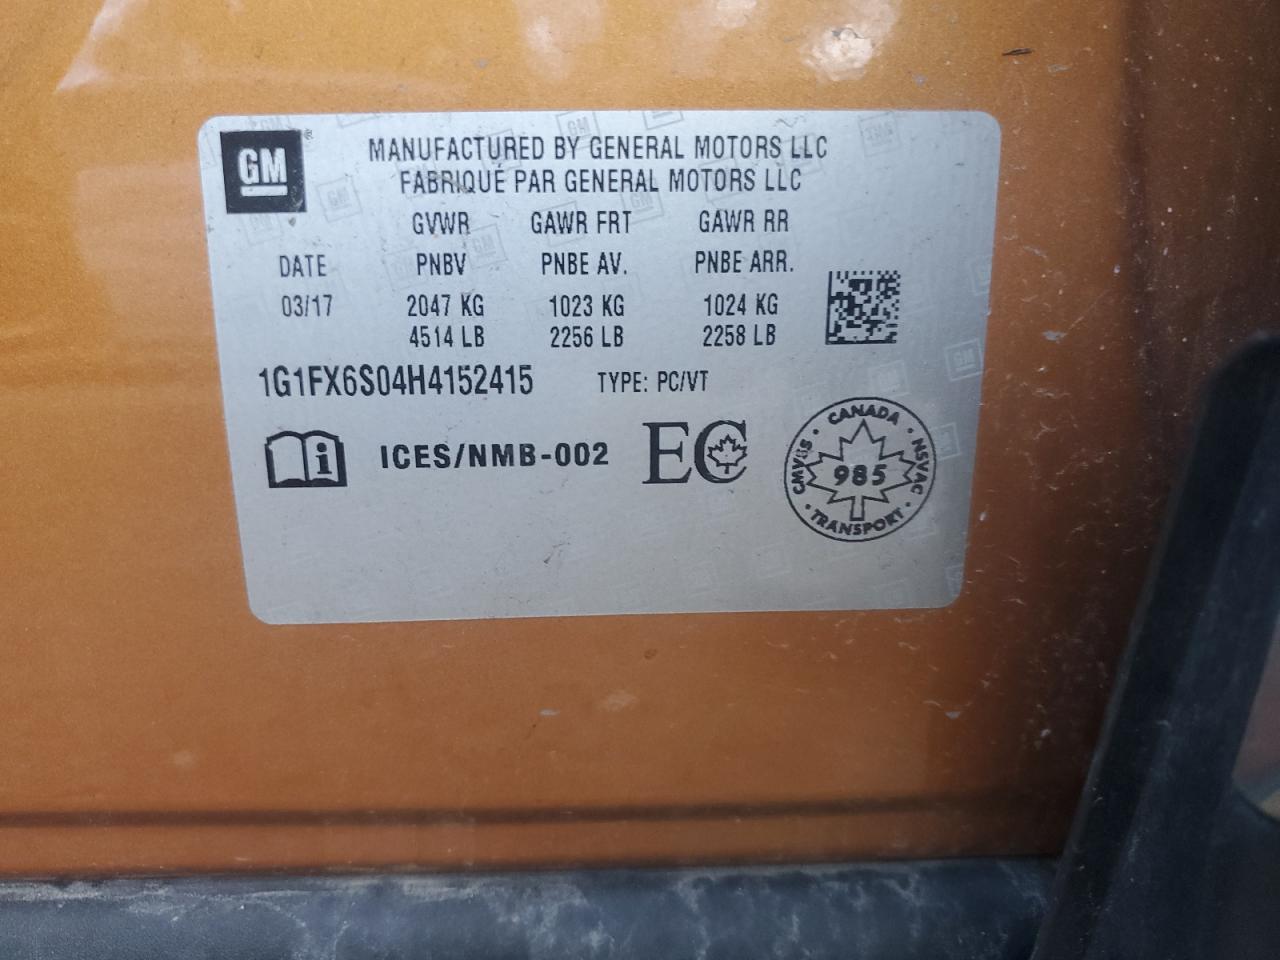 GM
MANUFACTURED BY GENERAL MOTORS LLC
FABRIQUÉ PAR GENERAL MOTORS LLC
GVWR GAWR FRT GAWR RR
DATE PNBV PNBE AV. PNBE ARR.
03/17 2047 KG 1023 KG 1024 KG
4514 LB 2256 LB 2258 LB
1G1FX6S04H4152415 TYPE: PC/VT
ICES/NMB-002 EC
CANADA
CMVSS 985 NSVAC
TRANSPORT